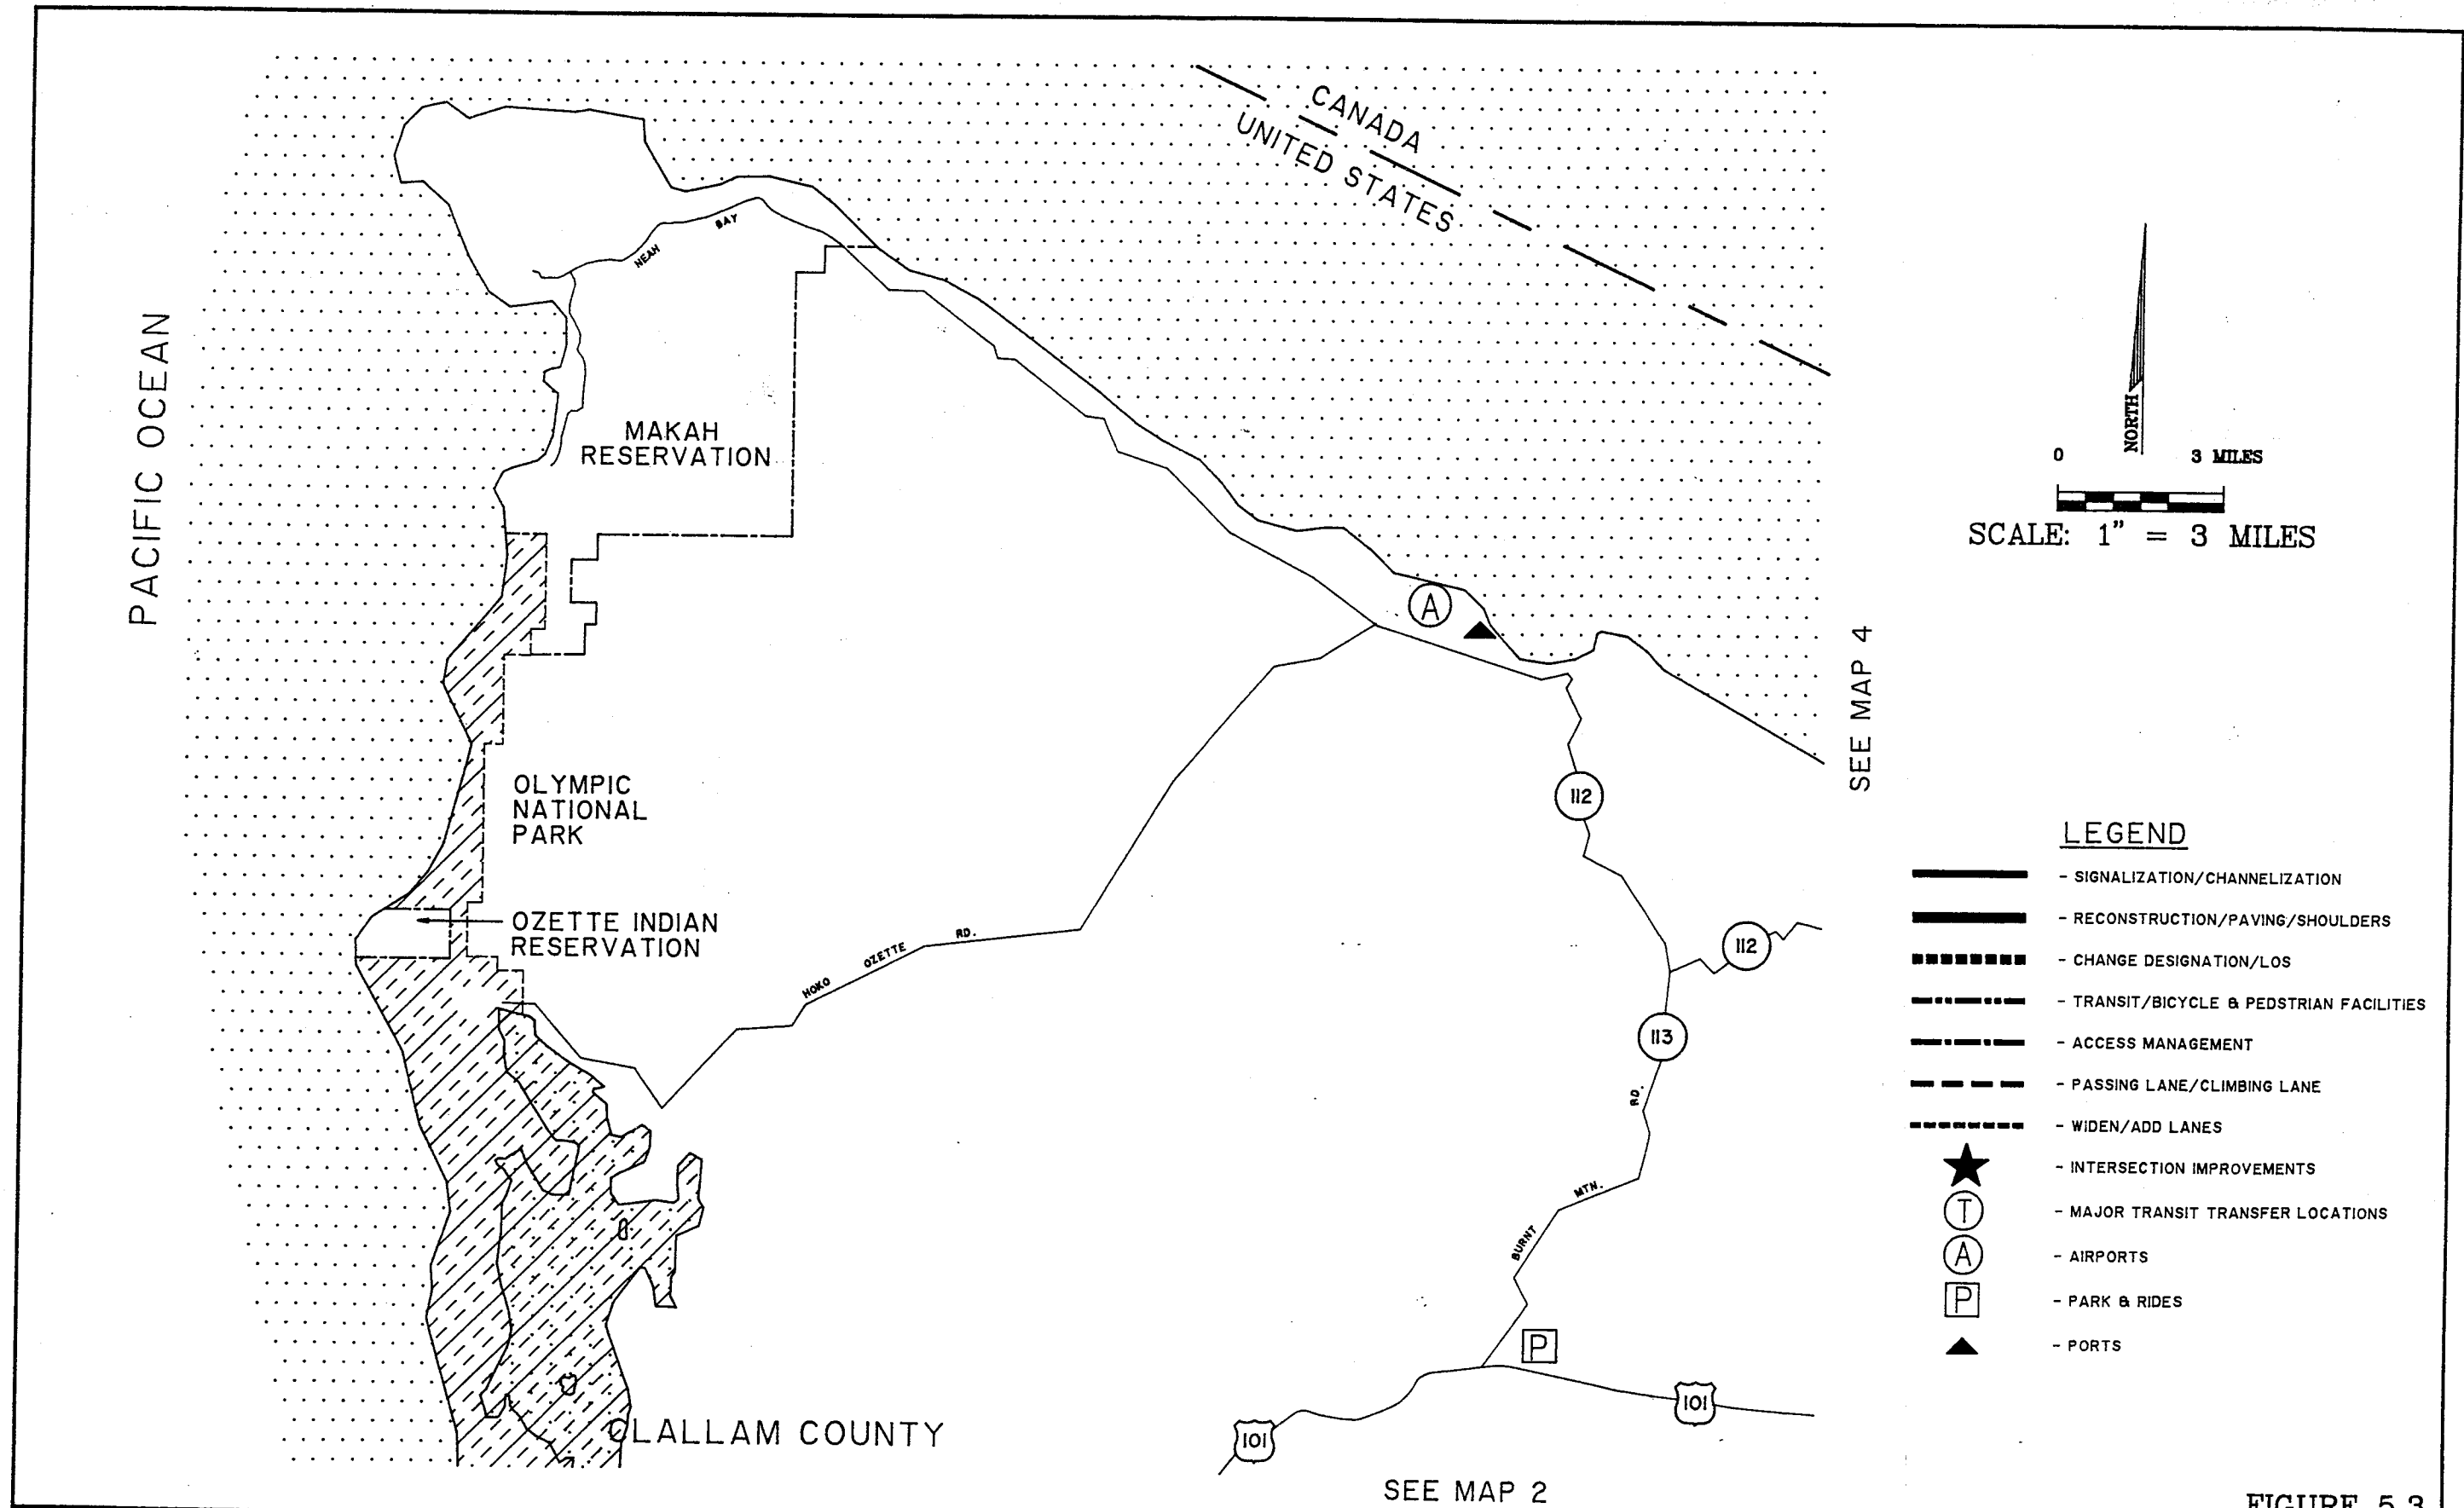 CANADA
UNITED STATES
NEAH
BAY
PACIFIC OCEAN
MAKAH
RESERVATION
NORTH
0 3 MILES
SCALE: 1" = 3 MILES
A
SEE MAP 4
OLYMPIC
NATIONAL
PARK
112
OZETTE INDIAN
RESERVATION
HOKO OZETTE RD.
112
113
BURNT MTN. RD.
P
101
101
CLALLAM COUNTY
SEE MAP 2
LEGEND
- SIGNALIZATION/CHANNELIZATION
- RECONSTRUCTION/PAVING/SHOULDERS
- CHANGE DESIGNATION/LOS
- TRANSIT/BICYCLE & PEDSTRIAN FACILITIES
- ACCESS MANAGEMENT
- PASSING LANE/CLIMBING LANE
- WIDEN/ADD LANES
- INTERSECTION IMPROVEMENTS
T - MAJOR TRANSIT TRANSFER LOCATIONS
A - AIRPORTS
P - PARK & RIDES
- PORTS
FIGURE 5.3